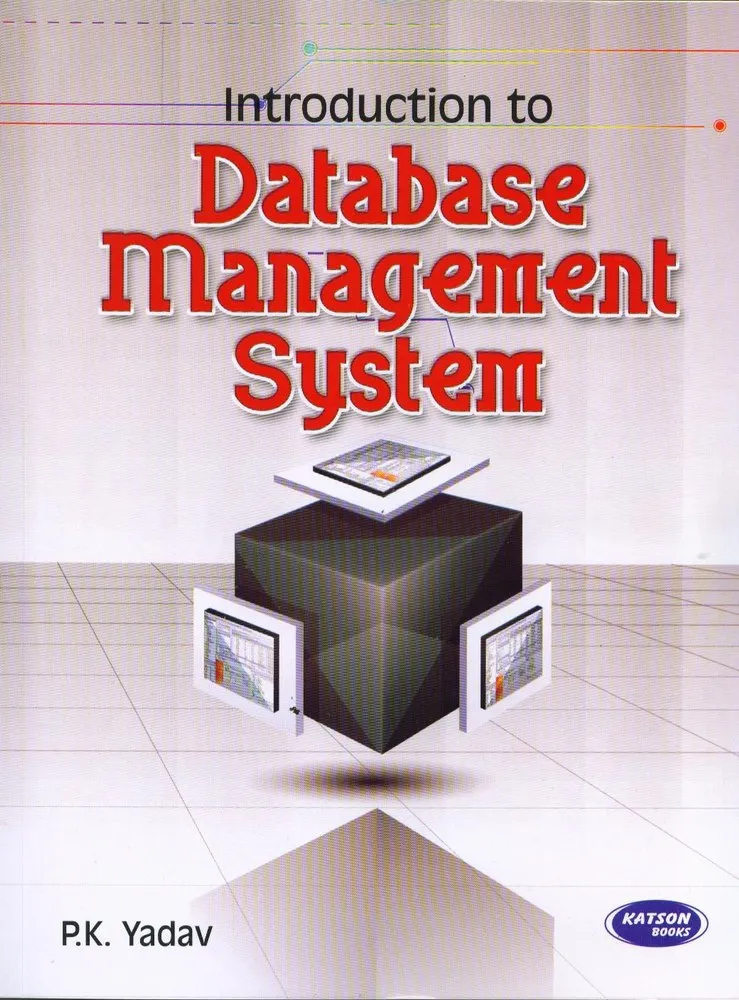 Introduction to
Database
Management
System
P.K. Yadav
KATSON
BOOKS